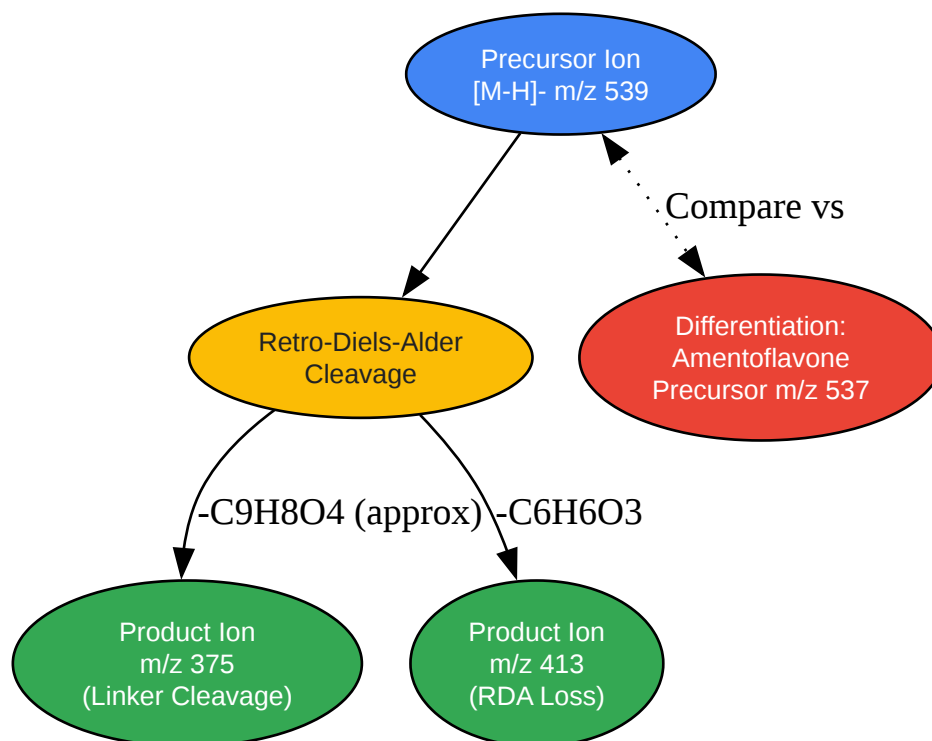 Precursor Ion
[M-H]- m/z 539
Compare vs
Retro-Diels-Alder
Cleavage
Differentiation:
Amentoflavone
Precursor m/z 537
-C9H8O4 (approx)
-C6H6O3
Product Ion
m/z 375
(Linker Cleavage)
Product Ion
m/z 413
(RDA Loss)